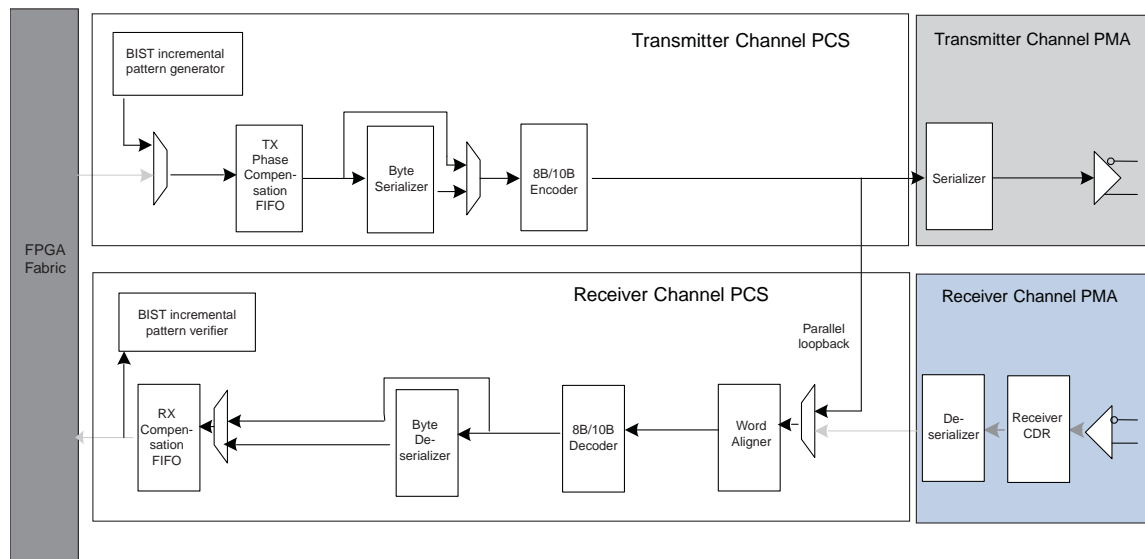 Transmitter Channel PCS
Transmitter Channel PMA
BIST incremental
pattern generator
TX
Phase
Compen-
sation
FIFO
Byte
Serializer
8B/10B
Encoder
Serializer
FPGA
Fabric
Receiver Channel PCS
Receiver Channel PMA
BIST incremental
pattern verifier
Parallel
loopback
RX
Compen-
sation
FIFO
Byte
De-
serializer
8B/10B
Decoder
Word
Aligner
De-
serializer
Receiver
CDR